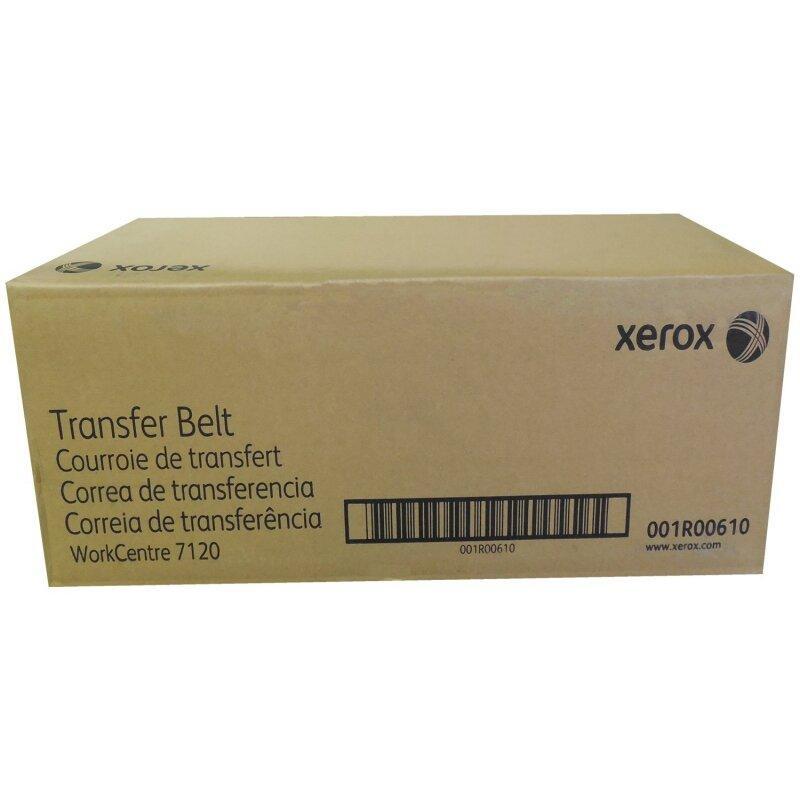 xerox
xerox
Transfer Belt
Courroie de transfert
Correa de transferencia
Correia de transferência
WorkCentre 7120
001R00610
001R00610
www.xerox.com